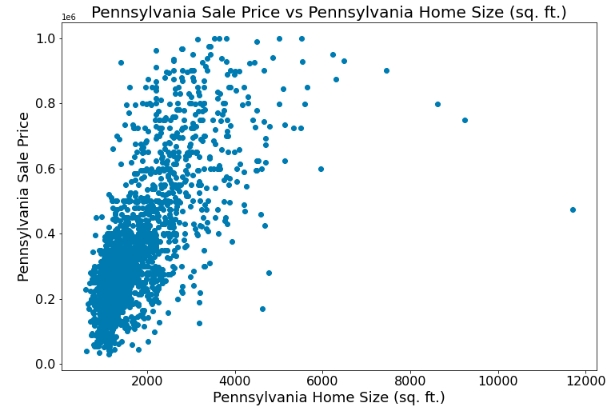 Pennsylvania Sale Price vs Pennsylvania Home Size (sq. ft.)
1e6
1.0
0.8
0.6
0.4
0.2
0.0
Pennsylvania Sale Price
2000 4000 6000 8000 10000 12000
Pennsylvania Home Size (sq. ft.)